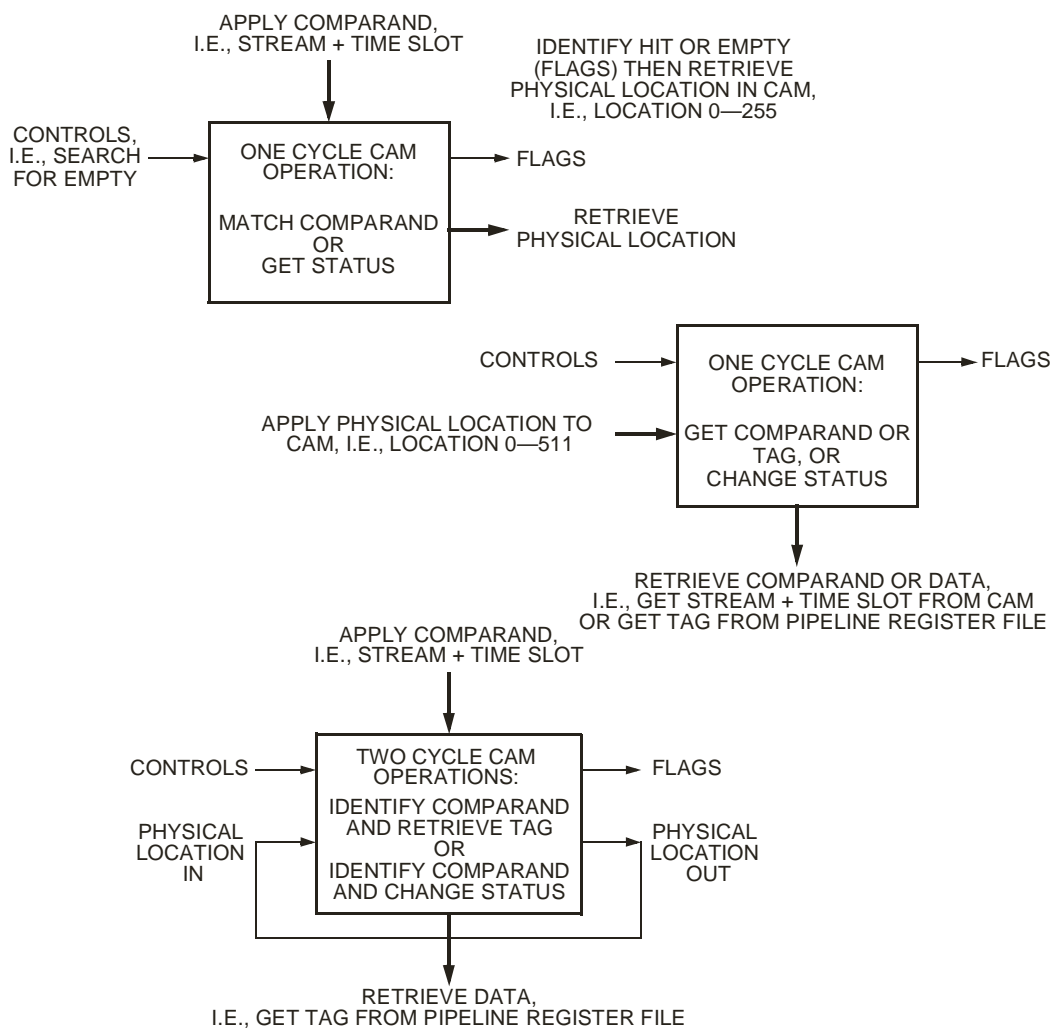 APPLY COMPARAND,
I.E., STREAM + TIME SLOT
IDENTIFY HIT OR EMPTY
(FLAGS) THEN RETRIEVE
PHYSICAL LOCATION IN CAM,
I.E., LOCATION 0—255
CONTROLS,
I.E., SEARCH
FOR EMPTY
ONE CYCLE CAM
OPERATION:
MATCH COMPARAND
OR
GET STATUS
FLAGS
RETRIEVE
PHYSICAL LOCATION
CONTROLS
APPLY PHYSICAL LOCATION TO
CAM, I.E., LOCATION 0—511
ONE CYCLE CAM
OPERATION:
GET COMPARAND OR
TAG, OR
CHANGE STATUS
FLAGS
RETRIEVE COMPARAND OR DATA,
I.E., GET STREAM + TIME SLOT FROM CAM
OR GET TAG FROM PIPELINE REGISTER FILE
APPLY COMPARAND,
I.E., STREAM + TIME SLOT
CONTROLS
PHYSICAL
LOCATION
IN
TWO CYCLE CAM
OPERATIONS:
IDENTIFY COMPARAND
AND RETRIEVE TAG
OR
IDENTIFY COMPARAND
AND CHANGE STATUS
FLAGS
PHYSICAL
LOCATION
OUT
RETRIEVE DATA,
I.E., GET TAG FROM PIPELINE REGISTER FILE